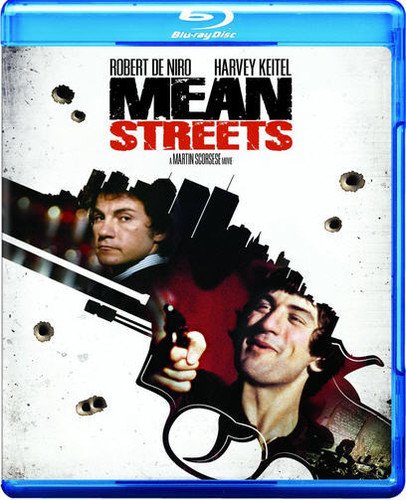 Blu-ray Disc
ROBERT DE NIRO HARVEY KEITEL
MEAN
STREETS
A MARTIN SCORSESE MOVIE